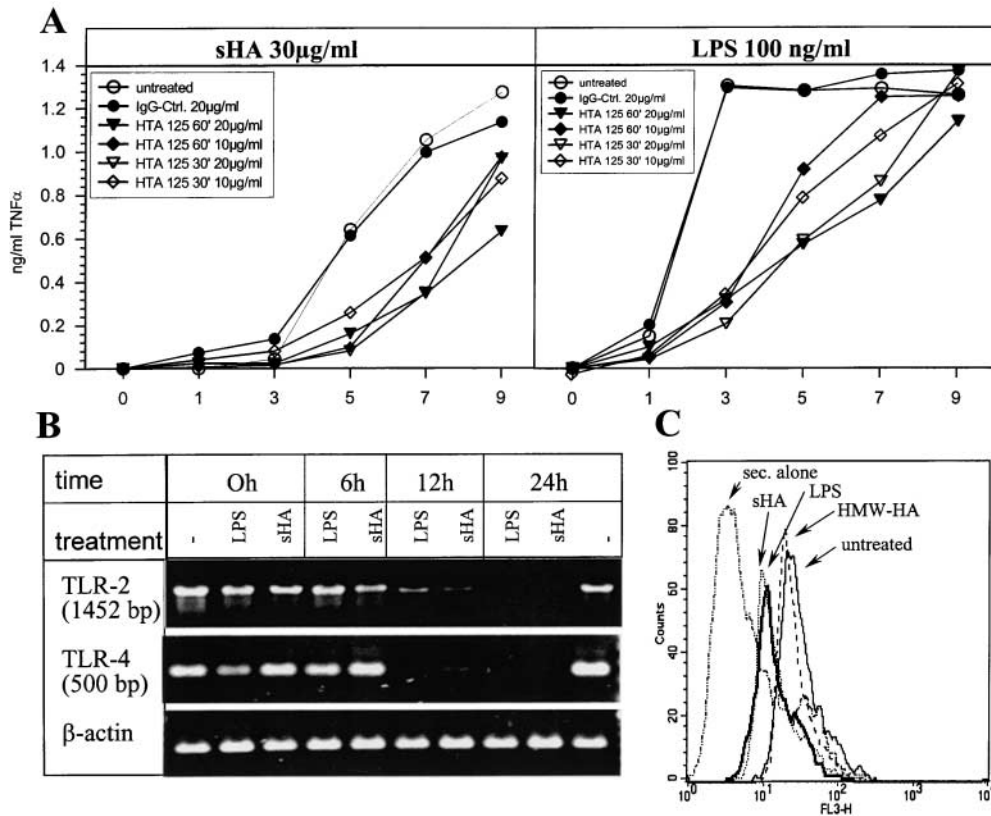 A
sHA 30µg/ml
LPS 100 ng/ml
ng/ml TNFα
1.4
1.2
1.0
0.8
0.6
0.4
0.2
0
untreated
IgG-Ctrl. 20µg/ml
HTA 125 60' 20µg/ml
HTA 125 60' 10µg/ml
HTA 125 30' 20µg/ml
HTA 125 30' 10µg/ml
untreated
IgG-Ctrl. 20µg/ml
HTA 125 60' 20µg/ml
HTA 125 60' 10µg/ml
HTA 125 30' 20µg/ml
HTA 125 30' 10µg/ml
0 1 3 5 7 9
0 1 3 5 7 9
B
time Oh 6h 12h 24h
treatment - LPS sHA LPS sHA LPS sHA LPS sHA -
TLR-2
(1452 bp)
TLR-4
(500 bp)
β-actin
C
sec. alone
sHA
LPS
HMW-HA
untreated
Counts
100
80
60
40
20
0
10⁰ 10¹ 10² 10³ 10⁴
FL3-H